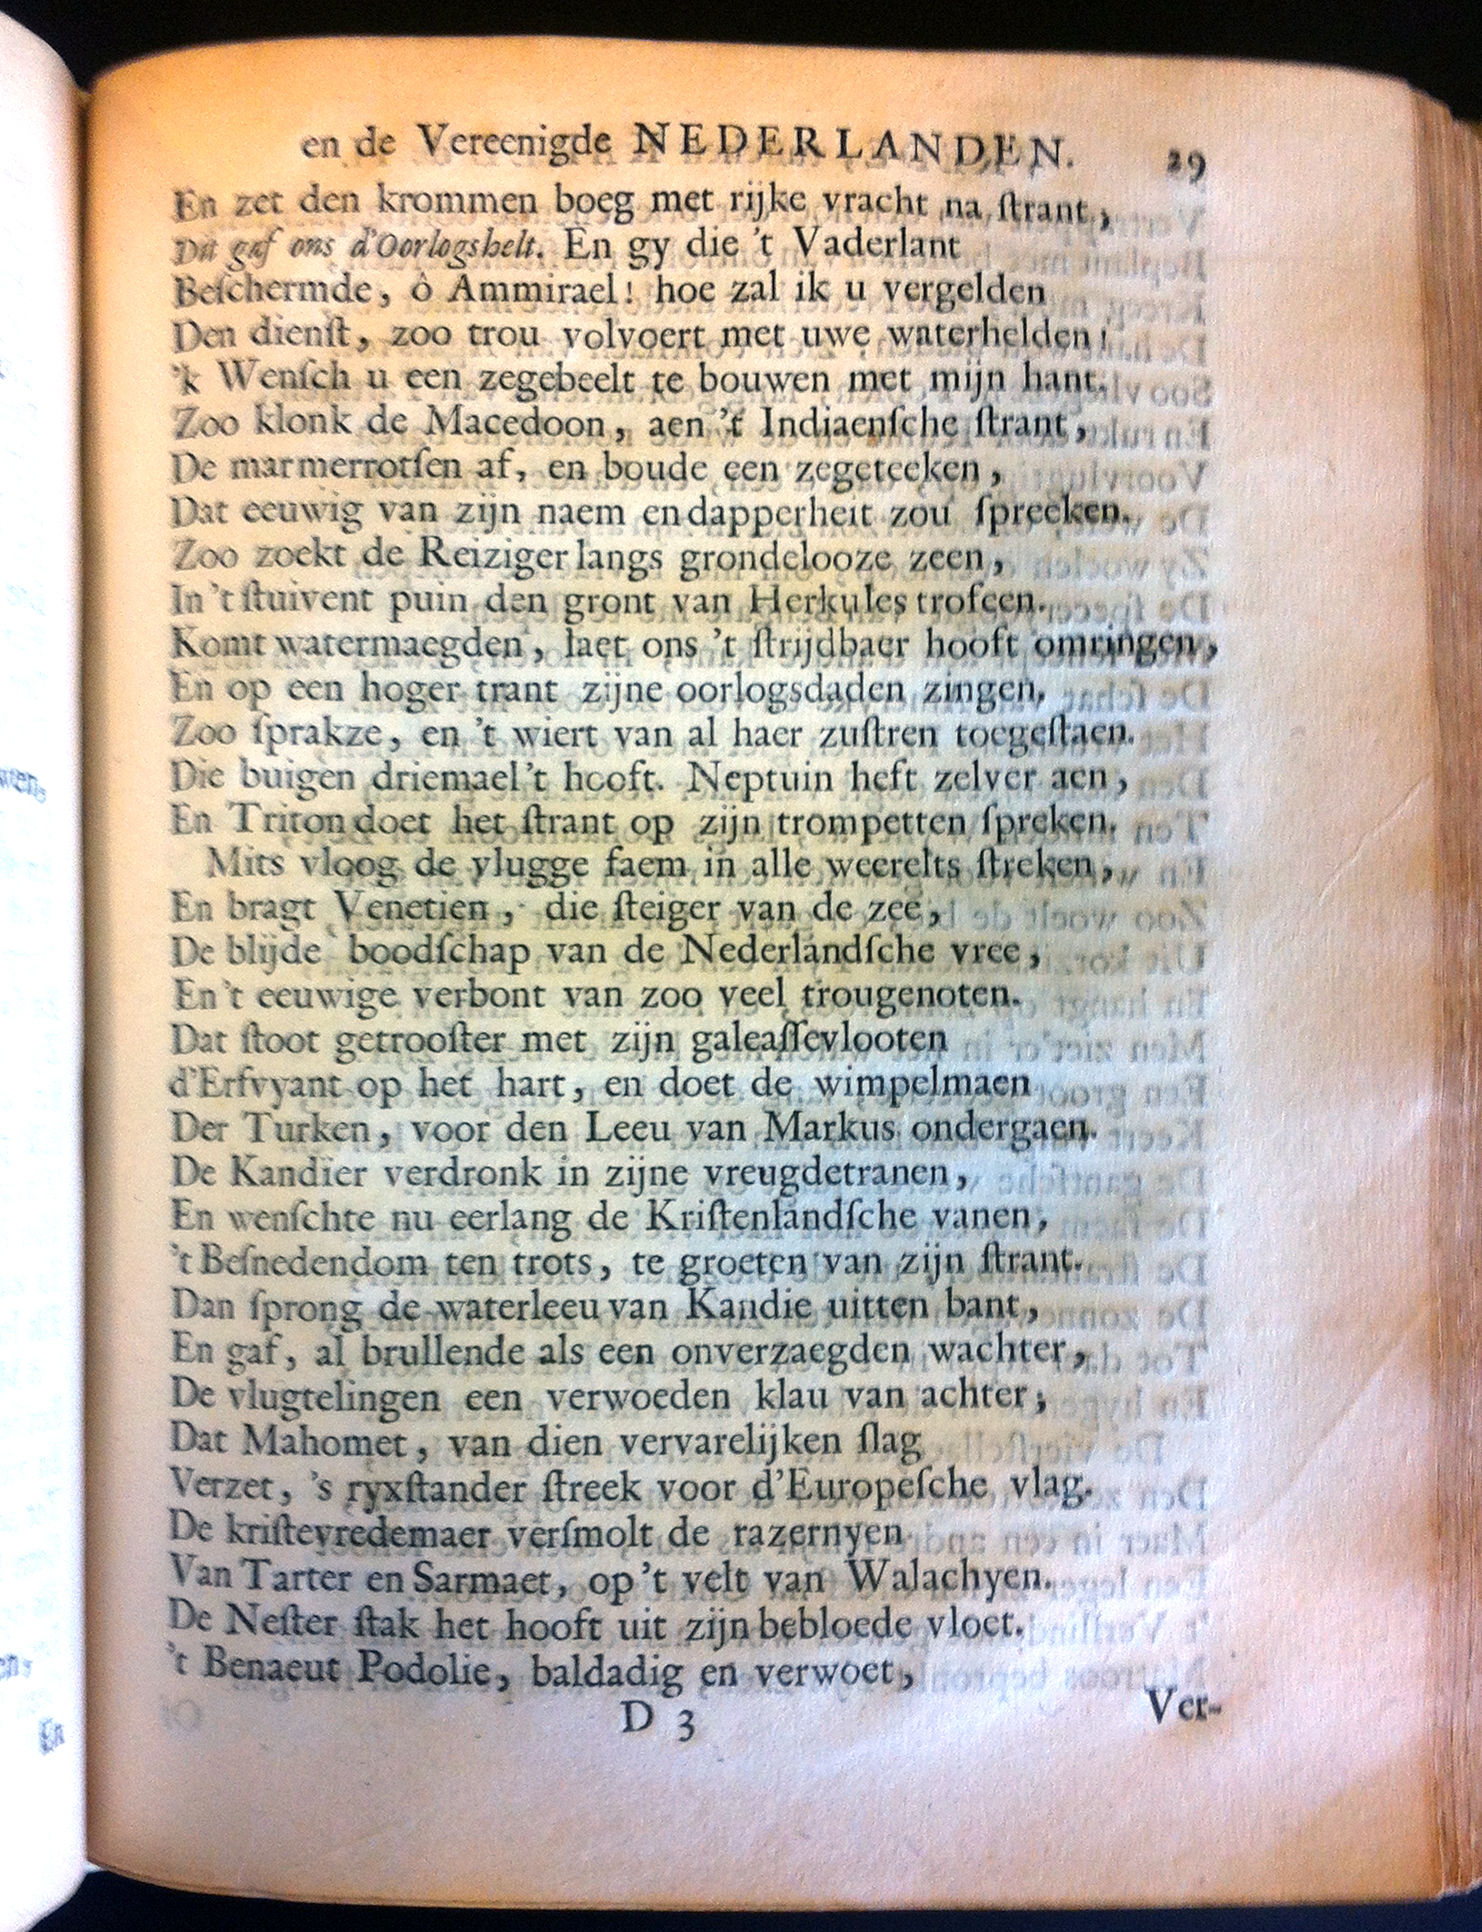 en de Vereenigde NEDERLANDEN. 29
En zet den krommen boeg met rijke vracht na ſtrant,
Dit gaf ons d'Oorlogshelt. En gy die 't Vaderlant
Beſchermde, ô Ammirael! hoe zal ik u vergelden
Den dienſt, zoo trou volvoert met uwe waterhelden!
'k Wenſch u een zegebeelt te bouwen met mijn hant.
Zoo klonk de Macedoon, aen 't Indiaenſche ſtrant,
De marmerrotſen af, en boude een zegeteeken,
Dat eeuwig van zijn naem en dapperheit zou ſpreeken.
Zoo zoekt de Reiziger langs grondelooze zeen,
In 't ſtuivent puin den gront van Herkules trofeen.
Komt watermaegden, laet ons 't ſtrijdbaer hooft omringen,
En op een hoger trant zijne oorlogsdaden zingen,
Zoo ſprakze, en 't wiert van al haer zuſtren toegeſtaen.
Die buigen driemael 't hooft. Neptuin heft zelver aen,
En Triton doet het ſtrant op zijn trompetten ſpreken.
Mits vloog de vlugge faem in alle weerelts ſtreken,
En bragt Venetien, die ſteiger van de zee,
De blijde boodſchap van de Nederlandſche vree,
En 't eeuwige verbont van zoo veel trougenoten.
Dat ſtoot getrooſter met zijn galeaſſevlooten
d'Erfvyant op het hart, en doet de wimpelmaen
Der Turken, voor den Leeu van Markus ondergaen.
De Kandier verdronk in zijne vreugdetranen,
En wenſchte nu eerlang de Kriſtenlandſche vanen,
't Beſnedendom ten trots, te groeten van zijn ſtrant.
Dan ſprong de waterleeu van Kandie uitten bant,
En gaf, al brullende als een onverzaegden wachter,
De vlugtelingen een verwoeden klau van achter;
Dat Mahomet, van dien vervarelijken ſlag
Verzet, 's ryxſtander ſtreek voor d'Europeſche vlag.
De kriſtevredemaer verſmolt de razernyen
Van Tarter en Sarmaet, op 't velt van Walachyen.
De Neſter ſtak het hooft uit zijn bebloede vloet.
't Benaeut Podolie, baldadig en verwoet,
D 3 Ver-